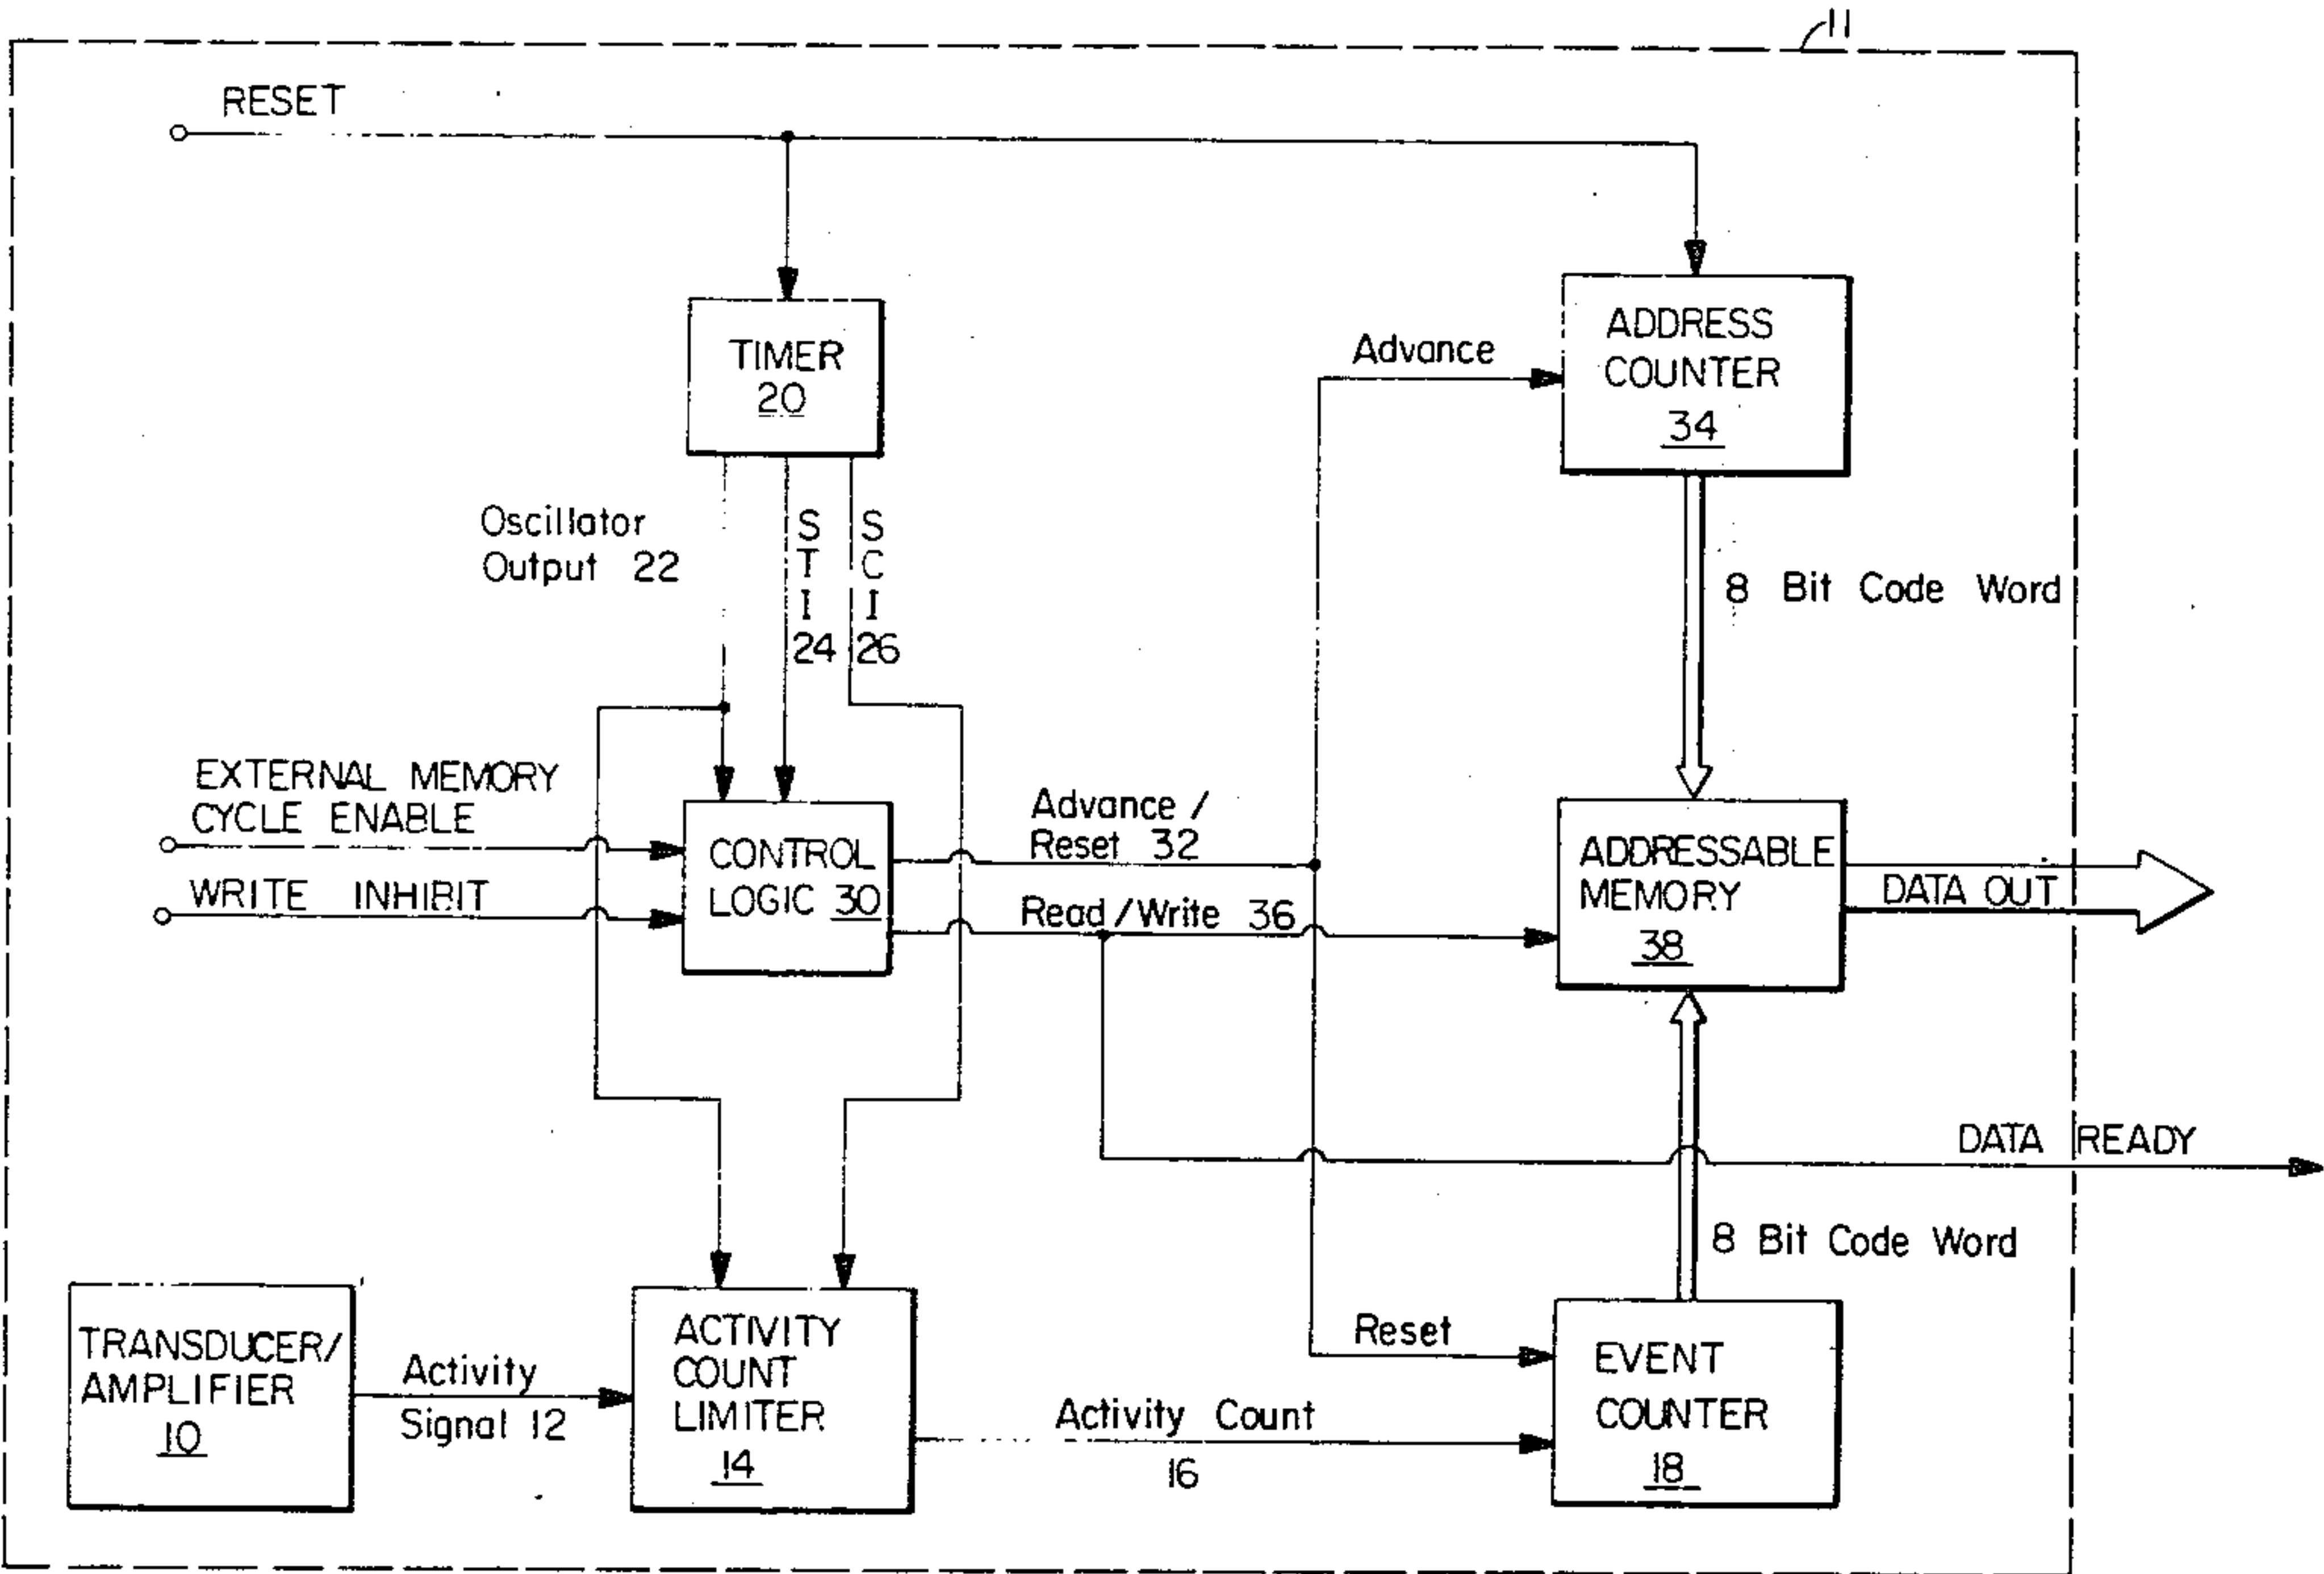 11
RESET
TIMER
20
ADDRESS
COUNTER
34
Advance
Oscillator
Output 22
S
T
I
24
S
C
I
26
8 Bit Code Word
EXTERNAL MEMORY
CYCLE ENABLE
WRITE INHIBIT
CONTROL
LOGIC 30
Advance /
Reset 32
Read/Write 36
ADDRESSABLE
MEMORY
38
DATA OUT
DATA READY
8 Bit Code Word
TRANSDUCER/
AMPLIFIER
10
Activity
Signal 12
ACTIVITY
COUNT
LIMITER
14
Activity Count
16
Reset
EVENT
COUNTER
18